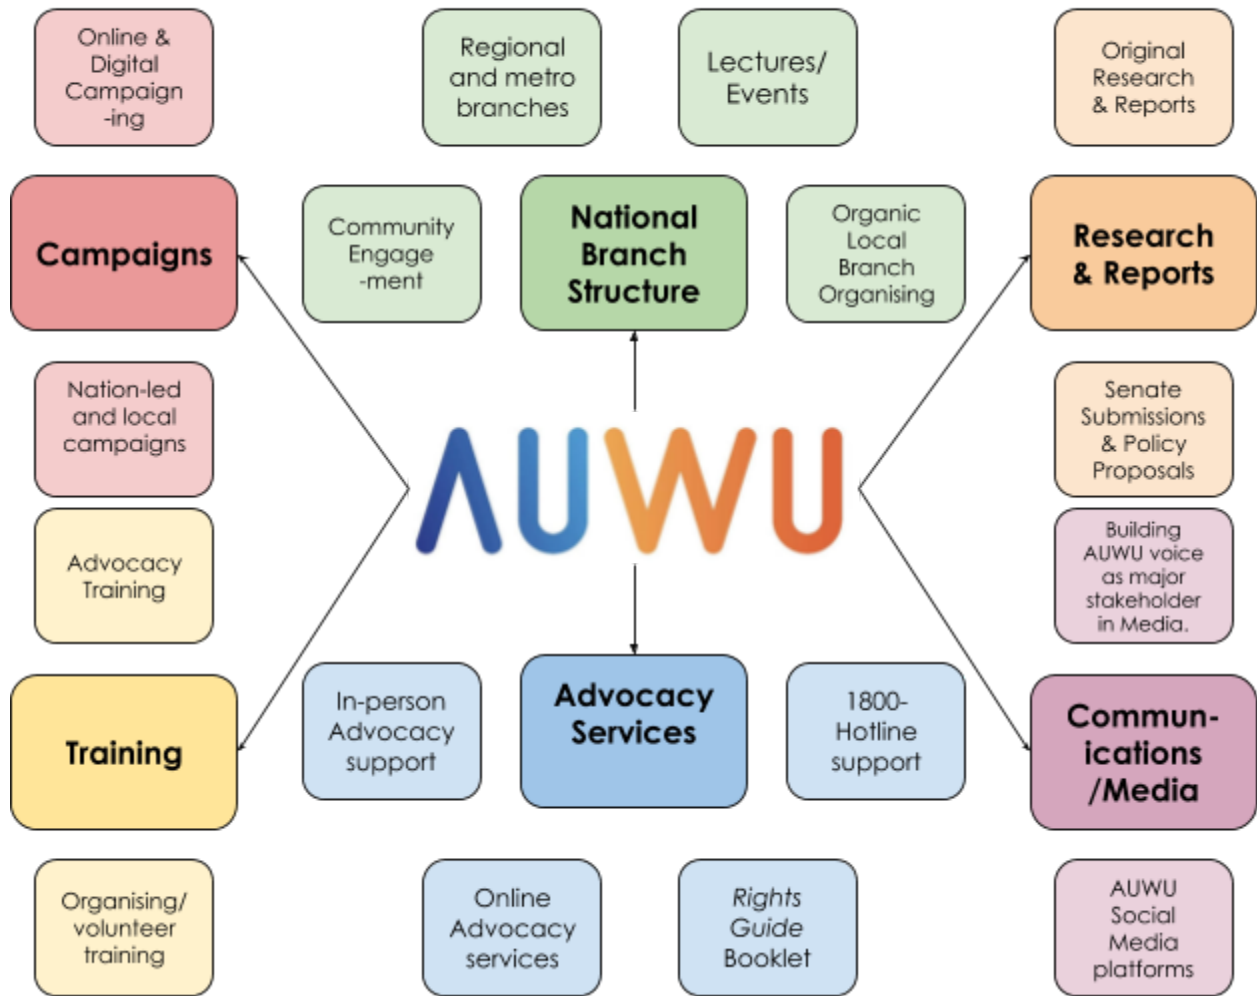 Online &
Digital
Campaign
-ing
Regional
and metro
branches
Lectures/
Events
Original
Research
& Reports
Campaigns
Community
Engage
-ment
National
Branch
Structure
Organic
Local
Branch
Organising
Research
& Reports
Nation-led
and local
campaigns
AUWU
Senate
Submissions
& Policy
Proposals
Advocacy
Training
Building
AUWU voice
as major
stakeholder
in Media.
Training
In-person
Advocacy
support
Advocacy
Services
1800-
Hotline
support
Commun-
ications
/Media
Organising/
volunteer
training
Online
Advocacy
services
Rights
Guide
Booklet
AUWU
Social
Media
platforms